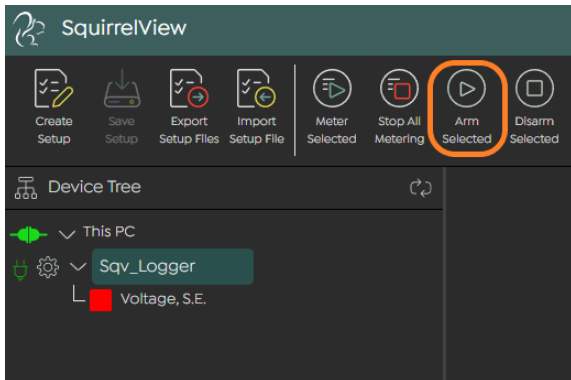 SquirrelView
Create Setup
Save Setup
Export Setup Files
Import Setup File
Meter Selected
Stop All Metering
Arm Selected
Disarm Selected
Device Tree
This PC
Sqv_Logger
Voltage, S.E.